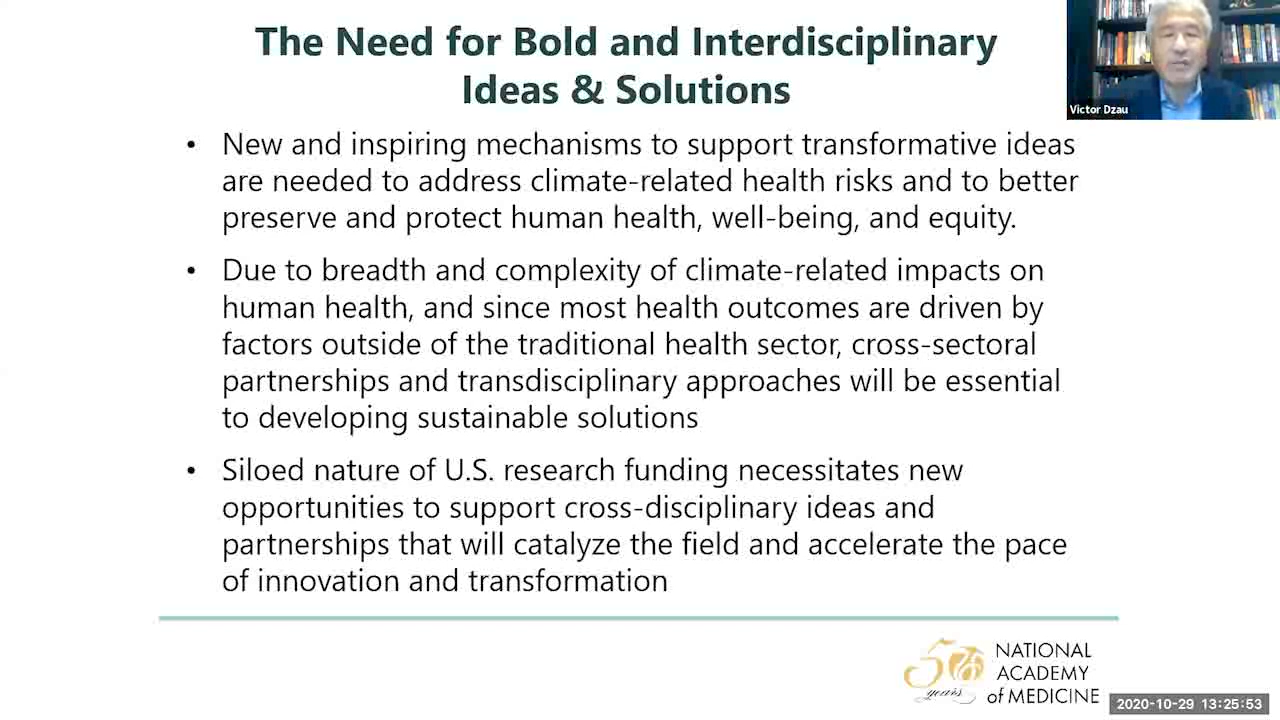 The Need for Bold and Interdisciplinary
Ideas & Solutions
Victor Dzau
• New and inspiring mechanisms to support transformative ideas
are needed to address climate-related health risks and to better
preserve and protect human health, well-being, and equity.
• Due to breadth and complexity of climate-related impacts on
human health, and since most health outcomes are driven by
factors outside of the traditional health sector, cross-sectoral
partnerships and transdisciplinary approaches will be essential
to developing sustainable solutions
• Siloed nature of U.S. research funding necessitates new
opportunities to support cross-disciplinary ideas and
partnerships that will catalyze the field and accelerate the pace
of innovation and transformation
50
years
NATIONAL
ACADEMY
of MEDICINE
2020-10-29 13:25:53